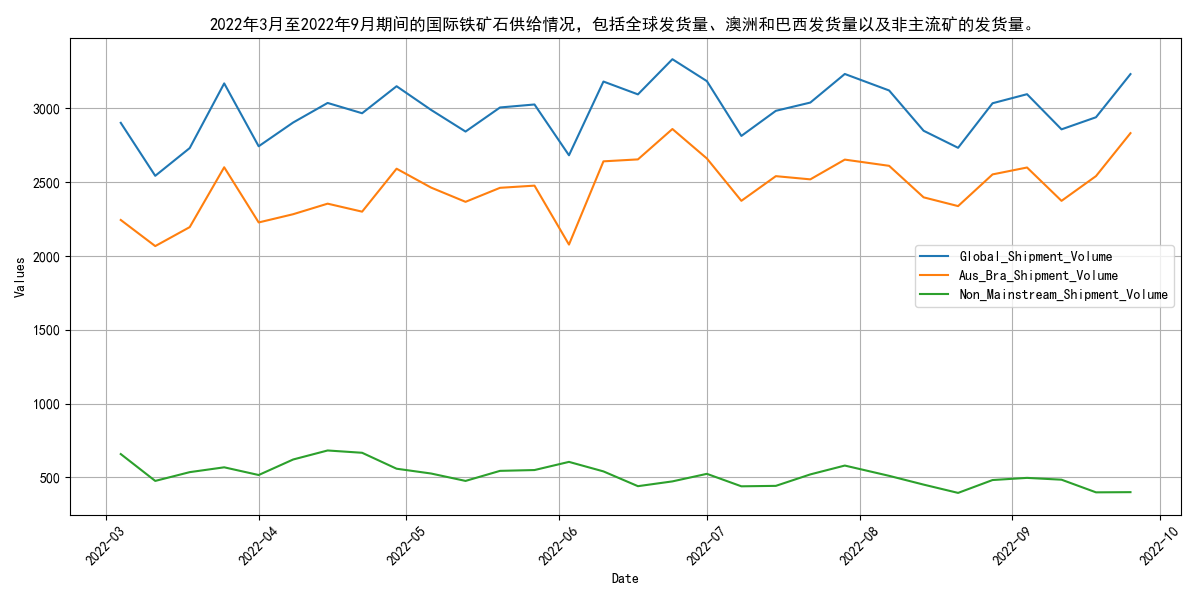 2022年3月至2022年9月期间的国际铁矿石供给情况，包括全球发货量、澳洲和巴西发货量以及非主流矿的发货量。
3000
2500
2000
1500
1000
500
Values
Global_Shipment_Volume
Aus_Bra_Shipment_Volume
Non_Mainstream_Shipment_Volume
2022-03
2022-04
2022-05
2022-06
2022-07
2022-08
2022-09
2022-10
Date